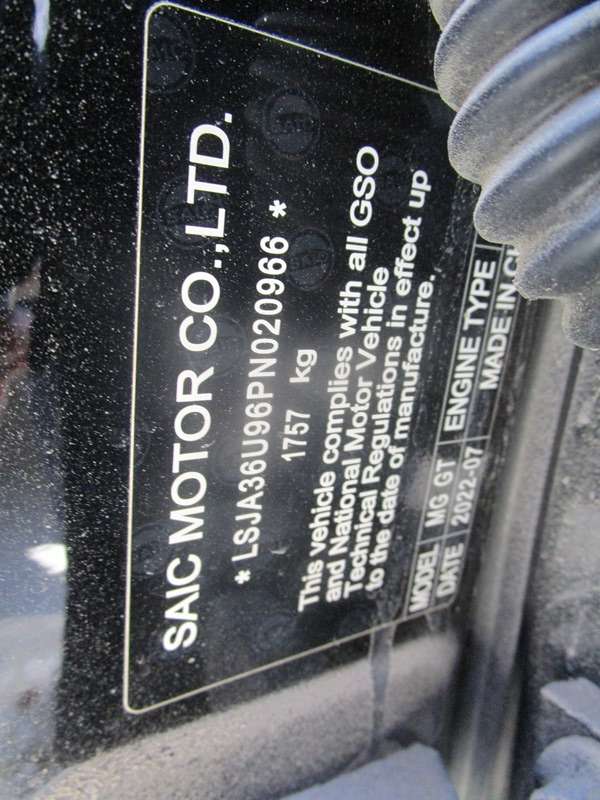 SAIC MOTOR CO.,LTD.
* LSJA36U96PN020966 *
1757 kg
This vehicle complies with all GSO
and National Motor Vehicle
Technical Regulations in effect up
to the date of manufacture.
MODEL MG GT ENGINE TYPE
DATE 2022-07 MADE IN